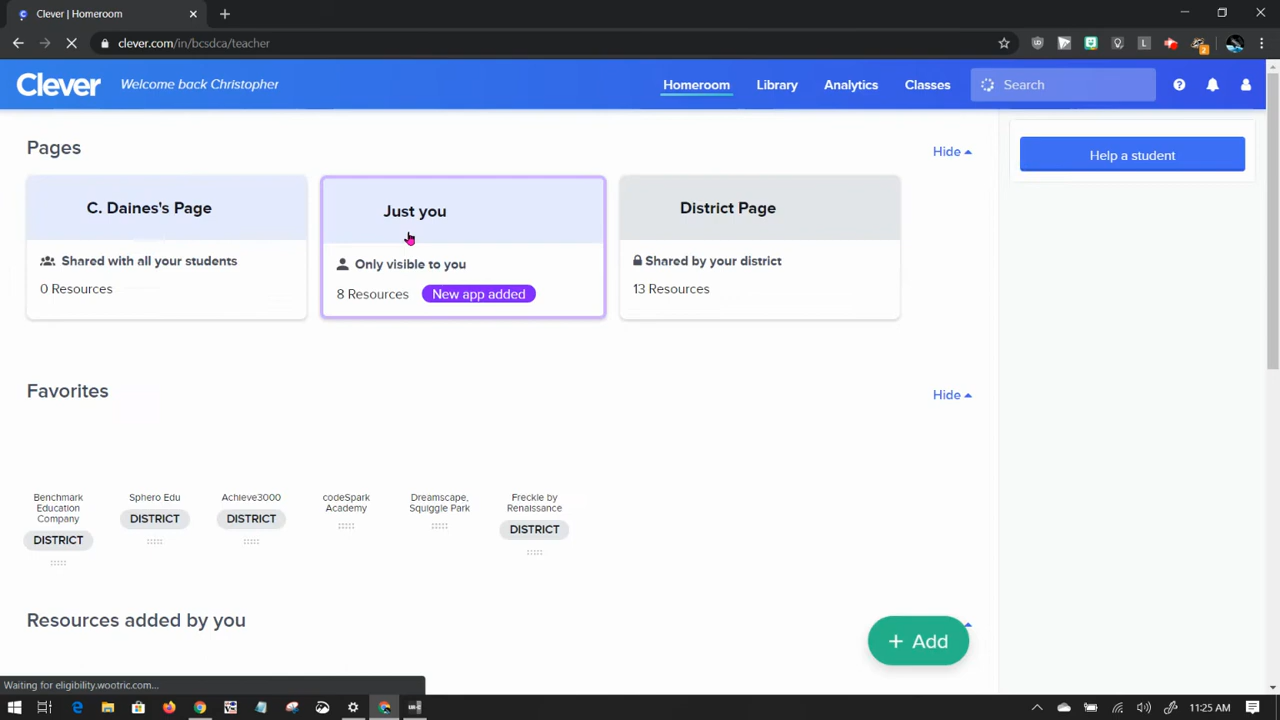 Clever | Homeroom
clever.com/in/bcsdca/teacher
Clever
Welcome back Christopher
Homeroom
Library
Analytics
Classes
Search
Pages
Hide
Help a student
C. Daines's Page
Shared with all your students
0 Resources
Just you
Only visible to you
8 Resources
New app added
District Page
Shared by your district
13 Resources
Favorites
Hide
Benchmark
Education
Company
DISTRICT
Sphero Edu
DISTRICT
Achieve3000
DISTRICT
codeSpark
Academy
Dreamscape,
Squiggle Park
Freckle by
Renaissance
DISTRICT
Resources added by you
+ Add
Waiting for eligibility.wootric.com...
11:25 AM